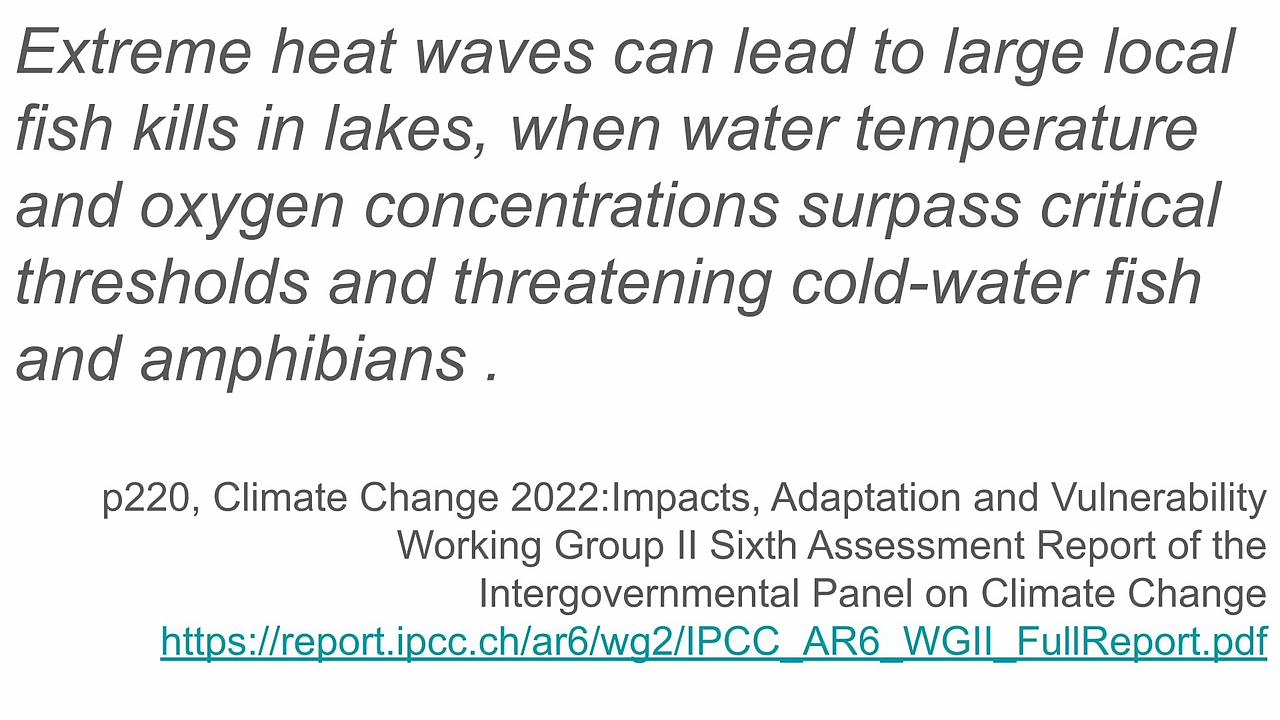 Extreme heat waves can lead to large local
fish kills in lakes, when water temperature
and oxygen concentrations surpass critical
thresholds and threatening cold-water fish
and amphibians .
p220, Climate Change 2022:Impacts, Adaptation and Vulnerability
Working Group II Sixth Assessment Report of the
Intergovernmental Panel on Climate Change
https://report.ipcc.ch/ar6/wg2/IPCC_AR6_WGII_FullReport.pdf